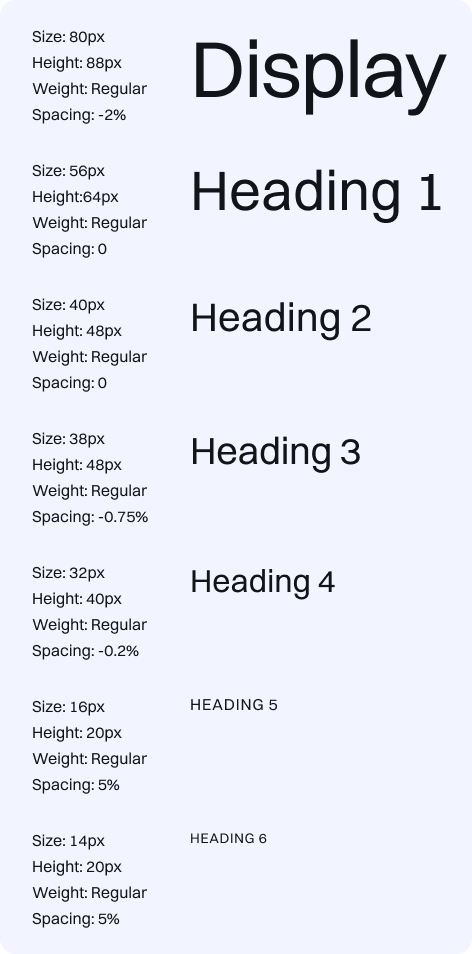 Size: 80px
Height: 88px
Weight: Regular
Spacing: -2%
Display
Size: 56px
Height:64px
Weight: Regular
Spacing: 0
Heading 1
Size: 40px
Height: 48px
Weight: Regular
Spacing: 0
Heading 2
Size: 38px
Height: 48px
Weight: Regular
Spacing: -0.75%
Heading 3
Size: 32px
Height: 40px
Weight: Regular
Spacing: -0.2%
Heading 4
Size: 16px
Height: 20px
Weight: Regular
Spacing: 5%
HEADING 5
Size: 14px
Height: 20px
Weight: Regular
Spacing: 5%
HEADING 6